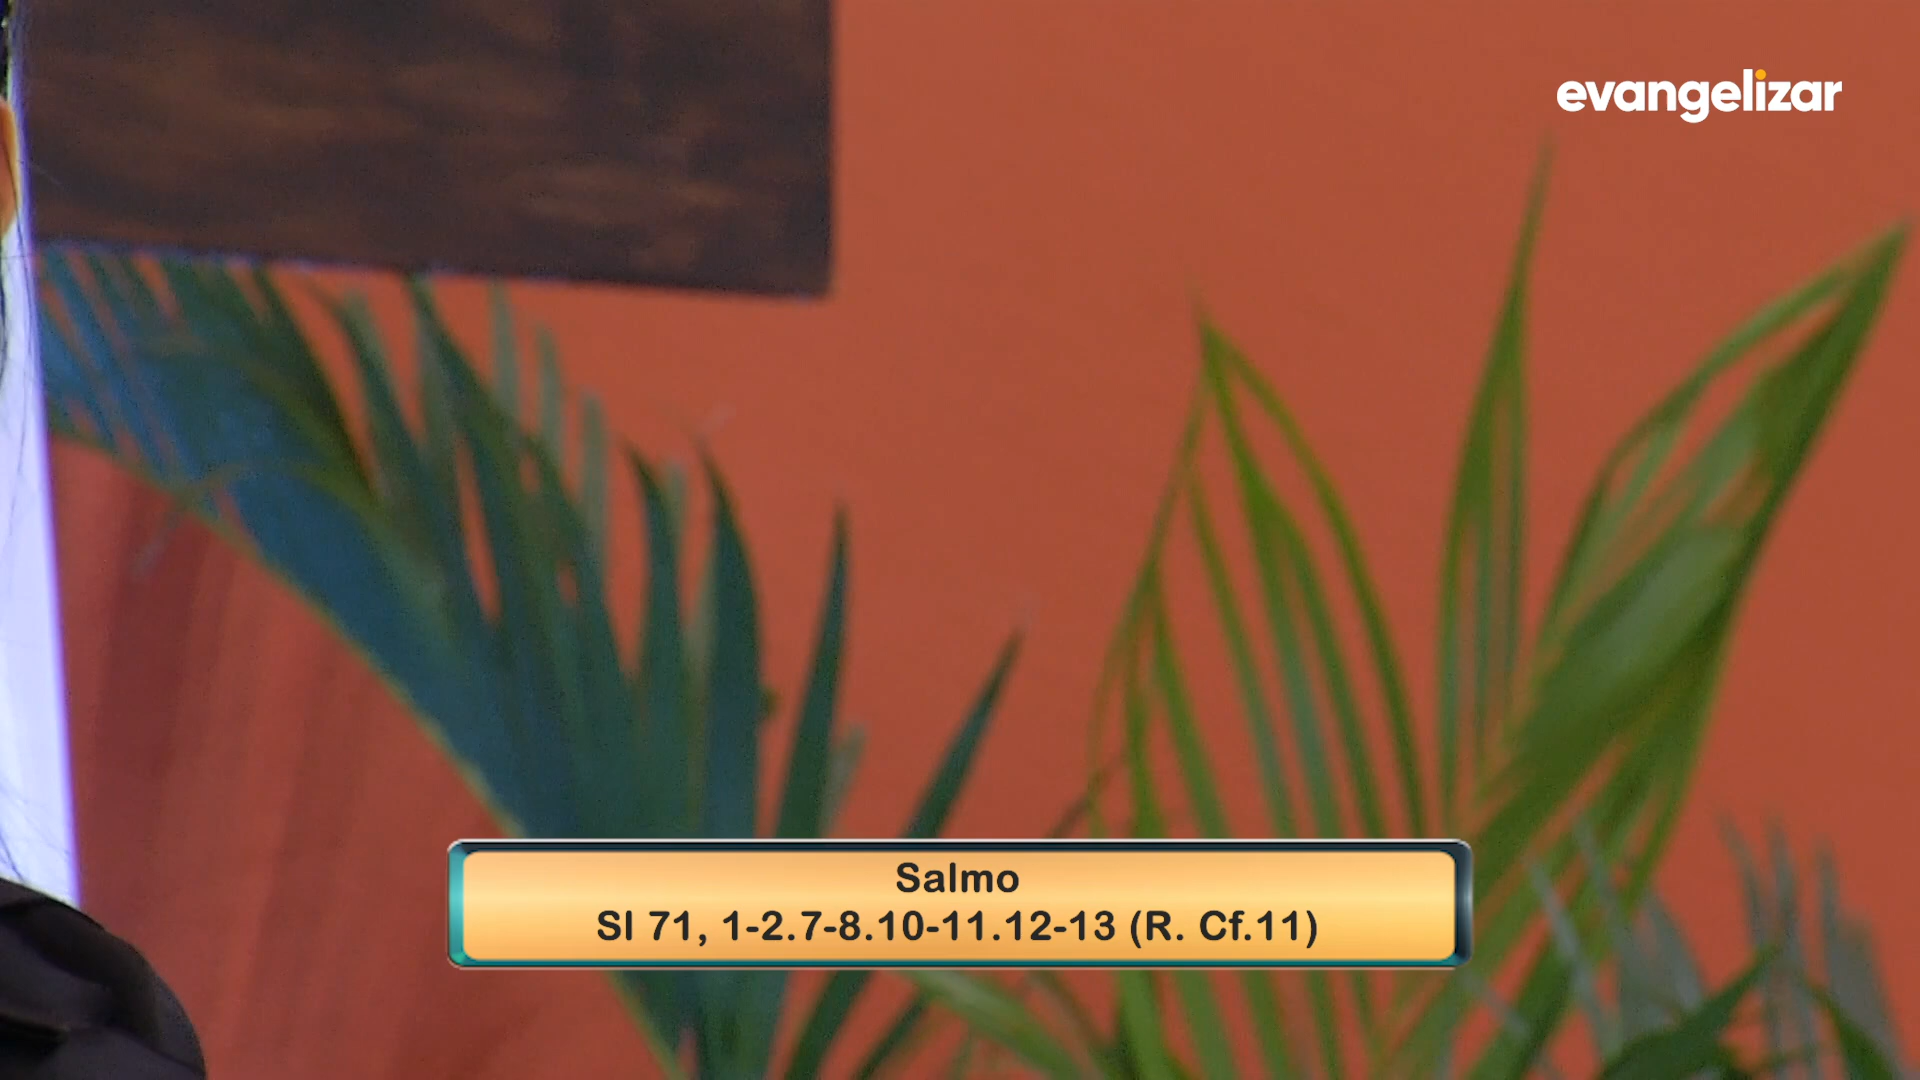 evangelizar
Salmo
Sl 71, 1-2.7-8.10-11.12-13 (R. Cf.11)